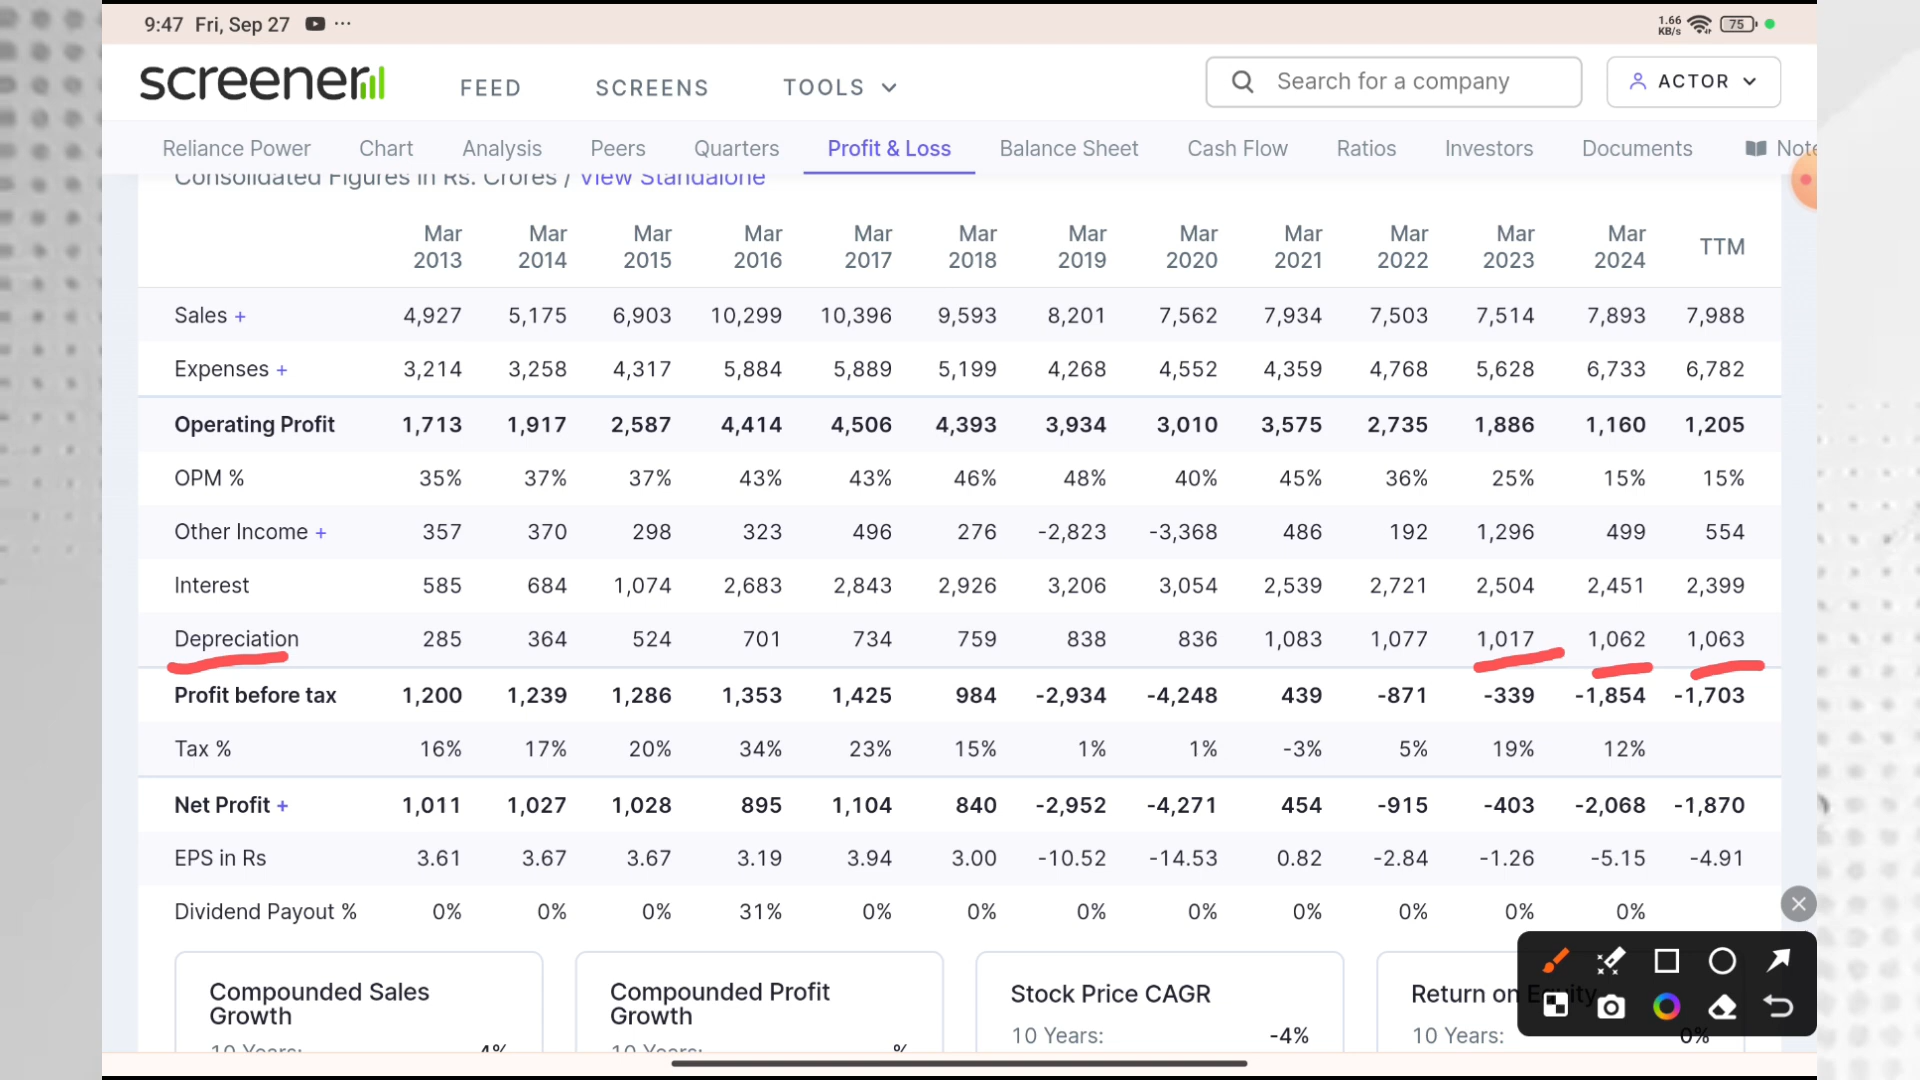 9:47 Fri, Sep 27 ...
1.66 KB/s 75
screener FEED SCREENS TOOLS Search for a company ACTOR
Reliance Power Chart Analysis Peers Quarters Profit & Loss Balance Sheet Cash Flow Ratios Investors Documents
Consolidated Figures in Rs. Crores / View Standalone
Mar 2013 Mar 2014 Mar 2015 Mar 2016 Mar 2017 Mar 2018 Mar 2019 Mar 2020 Mar 2021 Mar 2022 Mar 2023 Mar 2024 TTM
Sales + 4,927 5,175 6,903 10,299 10,396 9,593 8,201 7,562 7,934 7,503 7,514 7,893 7,988
Expenses + 3,214 3,258 4,317 5,884 5,889 5,199 4,268 4,552 4,359 4,768 5,628 6,733 6,782
Operating Profit 1,713 1,917 2,587 4,414 4,506 4,393 3,934 3,010 3,575 2,735 1,886 1,160 1,205
OPM % 35% 37% 37% 43% 43% 46% 48% 40% 45% 36% 25% 15% 15%
Other Income + 357 370 298 323 496 276 -2,823 -3,368 486 192 1,296 499 554
Interest 585 684 1,074 2,683 2,843 2,926 3,206 3,054 2,539 2,721 2,504 2,451 2,399
Depreciation 285 364 524 701 734 759 838 836 1,083 1,077 1,017 1,062 1,063
Profit before tax 1,200 1,239 1,286 1,353 1,425 984 -2,934 -4,248 439 -871 -339 -1,854 -1,703
Tax % 16% 17% 20% 34% 23% 15% 1% 1% -3% 5% 19% 12%
Net Profit + 1,011 1,027 1,028 895 1,104 840 -2,952 -4,271 454 -915 -403 -2,068 -1,870
EPS in Rs 3.61 3.67 3.67 3.19 3.94 3.00 -10.52 -14.53 0.82 -2.84 -1.26 -5.15 -4.91
Dividend Payout % 0% 0% 0% 31% 0% 0% 0% 0% 0% 0% 0% 0%
Compounded Sales Growth
Compounded Profit Growth
Stock Price CAGR
10 Years: -4%
Return on Equity
10 Years: 0%